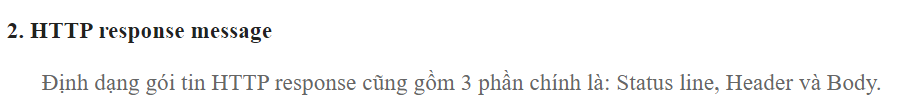 2. HTTP response message
Định dạng gói tin HTTP response cũng gồm 3 phần chính là: Status line, Header và Body.